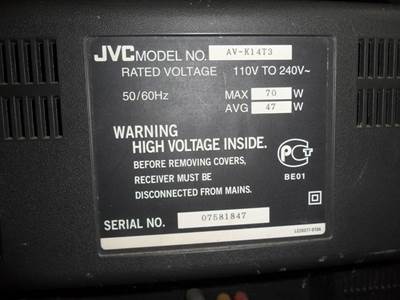 JVC MODEL NO. AV-K14T3
RATED VOLTAGE 110V TO 240V~
50/60Hz MAX 70 W
AVG 47 W
WARNING
HIGH VOLTAGE INSIDE.
BEFORE REMOVING COVERS,
RECEIVER MUST BE
DISCONNECTED FROM MAINS.
PCT
BE01
SERIAL NO. 07581847